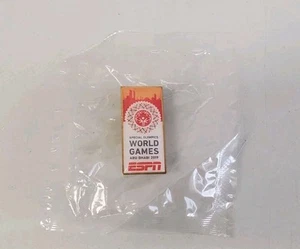 SPECIAL OLYMPICS
WORLD
GAMES
ABU DHABI 2019
ESPN